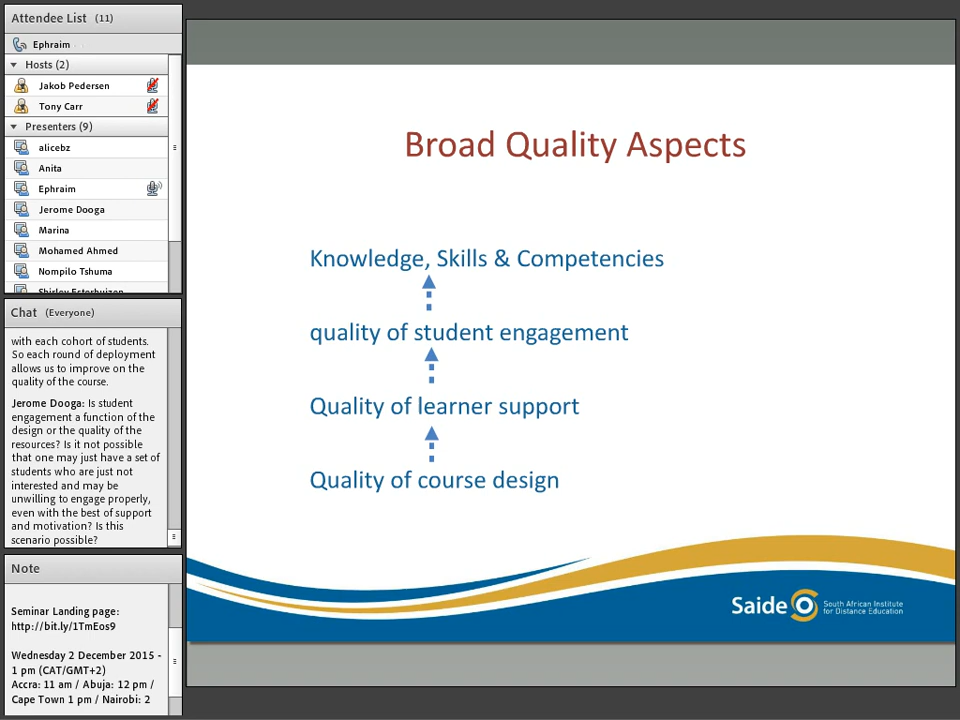 Attendee List (11)
Ephraim
Hosts (2)
Jakob Pedersen
Tony Carr
Presenters (9)
alicebz
Anita
Ephraim
Jerome Dooga
Marina
Mohamed Ahmed
Nompilo Tshuma
Shirley Esterhuizen
Chat (Everyone)
with each cohort of students.
So each round of deployment
allows us to improve on the
quality of the course.
Jerome Dooga: Is student
engagement a function of the
design or the quality of the
resources? Is it not possible
that one may just have a set of
students who are just not
interested and may be
unwilling to engage properly,
even with the best of support
and motivation? Is this
scenario possible?
Note
Seminar Landing page:
http://bit.ly/1TmEos9
Wednesday 2 December 2015 -
1 pm (CAT/GMT+2)
Accra: 11 am / Abuja: 12 pm /
Cape Town 1 pm / Nairobi: 2
Broad Quality Aspects
Knowledge, Skills & Competencies
quality of student engagement
Quality of learner support
Quality of course design
Saide
South African Institute
for Distance Education